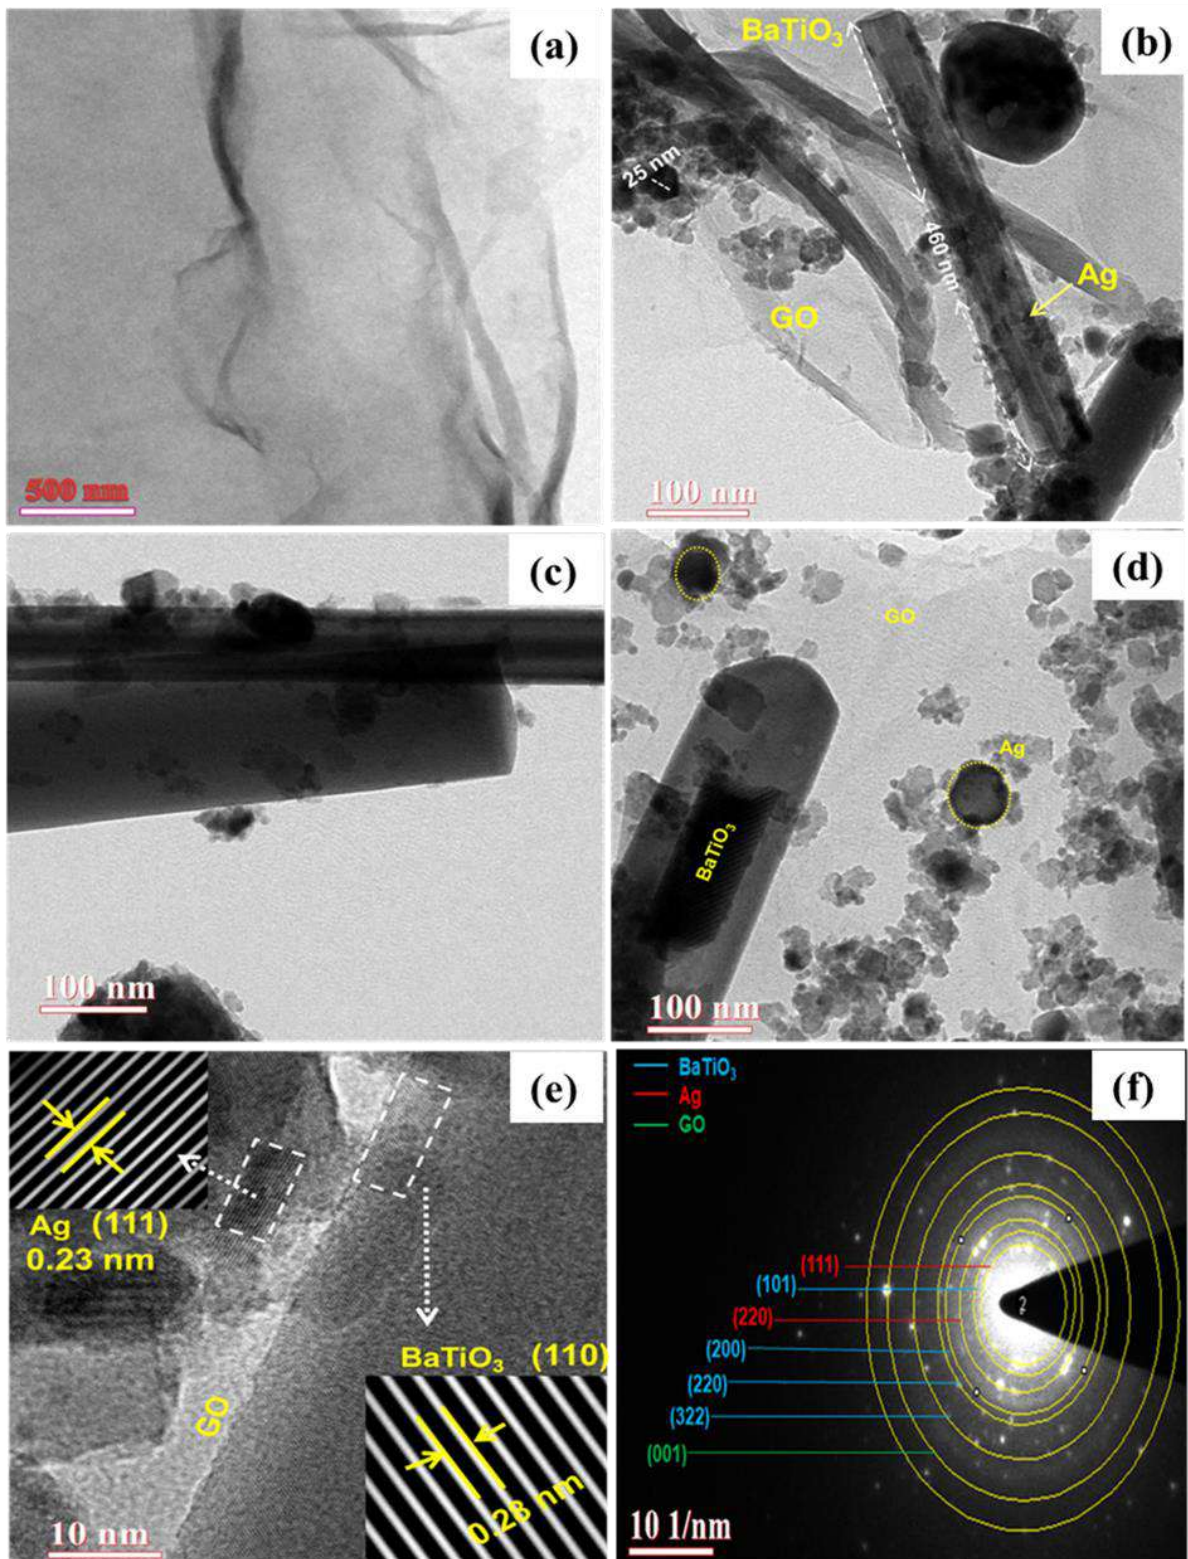 (a)
500 nm
BaTiO₃
(b)
25 nm
460 nm
Ag
GO
100 nm
(c)
100 nm
(d)
GO
Ag
BaTiO₃
100 nm
(e)
Ag (111)
0.23 nm
BaTiO₃ (110)
GO
0.28 nm
10 nm
BaTiO₃
Ag
GO
(f)
(111)
(101)
(220)
(200)
(220)
(322)
(001)
10 1/nm